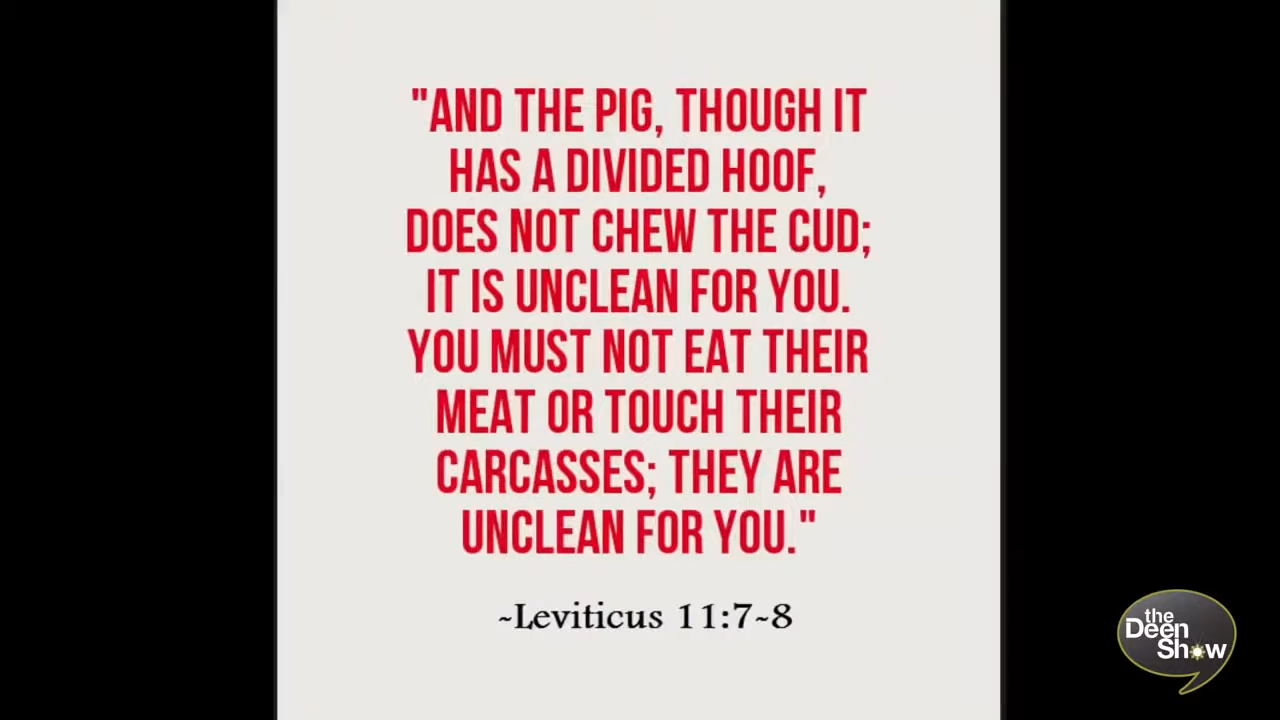 "AND THE PIG, THOUGH IT
HAS A DIVIDED HOOF,
DOES NOT CHEW THE CUD;
IT IS UNCLEAN FOR YOU.
YOU MUST NOT EAT THEIR
MEAT OR TOUCH THEIR
CARCASSES; THEY ARE
UNCLEAN FOR YOU."
~Leviticus 11:7~8
the
Deen
Show